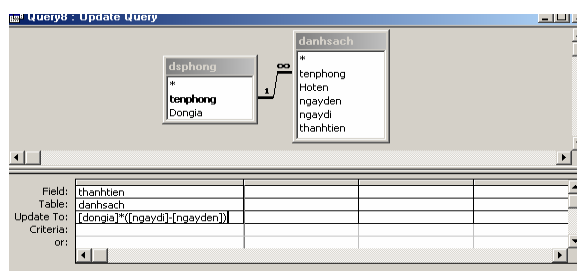 Query8 : Update Query
danhsach
dsphong
*
tenphong
Dongia
1
∞
*
tenphong
Hoten
ngayden
ngaydi
thanhtien
Field: thanhtien
Table: danhsach
Update To: [dongia]*([ngaydi]-[ngayden])
Criteria:
or: